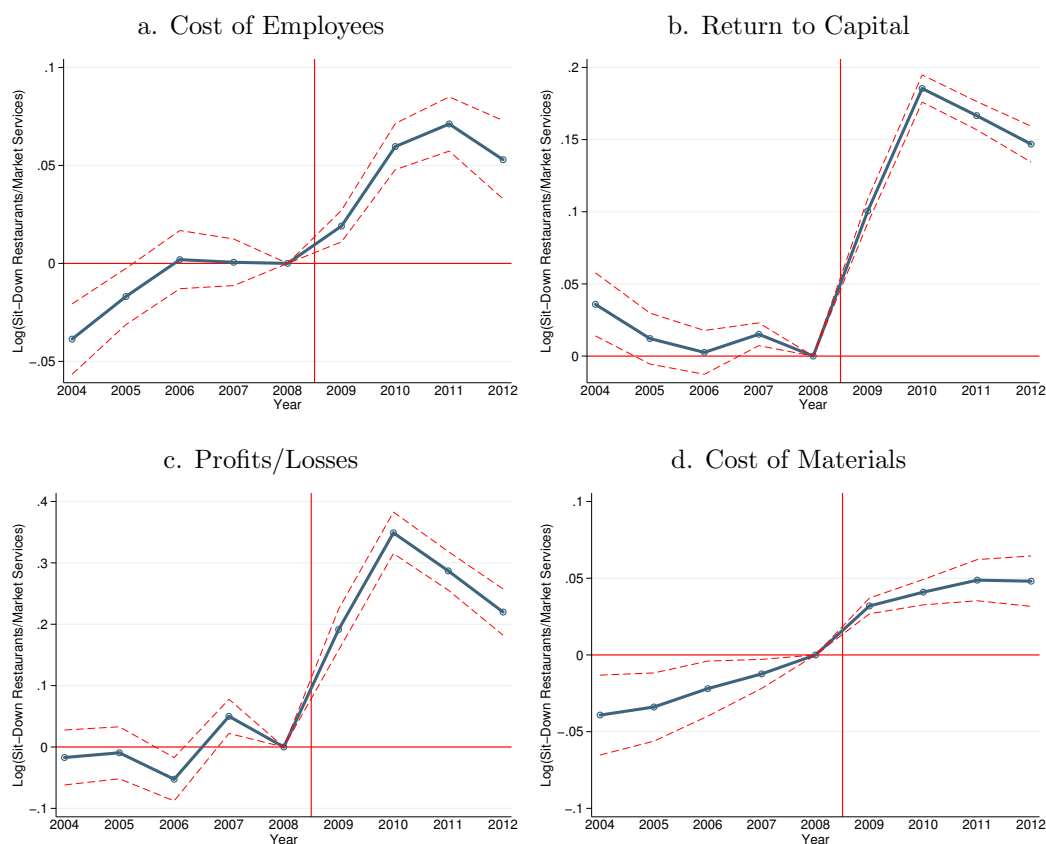 a. Cost of Employees
Log(Sit−Down Restaurants/Market Services)
.1
0.05
0
−.05
2004 2005 2006 2007 2008 2009 2010 2011 2012
Year
b. Return to Capital
Log(Sit−Down Restaurants/Market Services)
.2
0.15
.1
0.05
0
2004 2005 2006 2007 2008 2009 2010 2011 2012
Year
c. Profits/Losses
Log(Sit−Down Restaurants/Market Services)
.4
.3
.2
.1
0
−.1
2004 2005 2006 2007 2008 2009 2010 2011 2012
Year
d. Cost of Materials
Log(Sit−Down Restaurants/Market Services)
.1
0.05
0
−.05
−.1
2004 2005 2006 2007 2008 2009 2010 2011 2012
Year